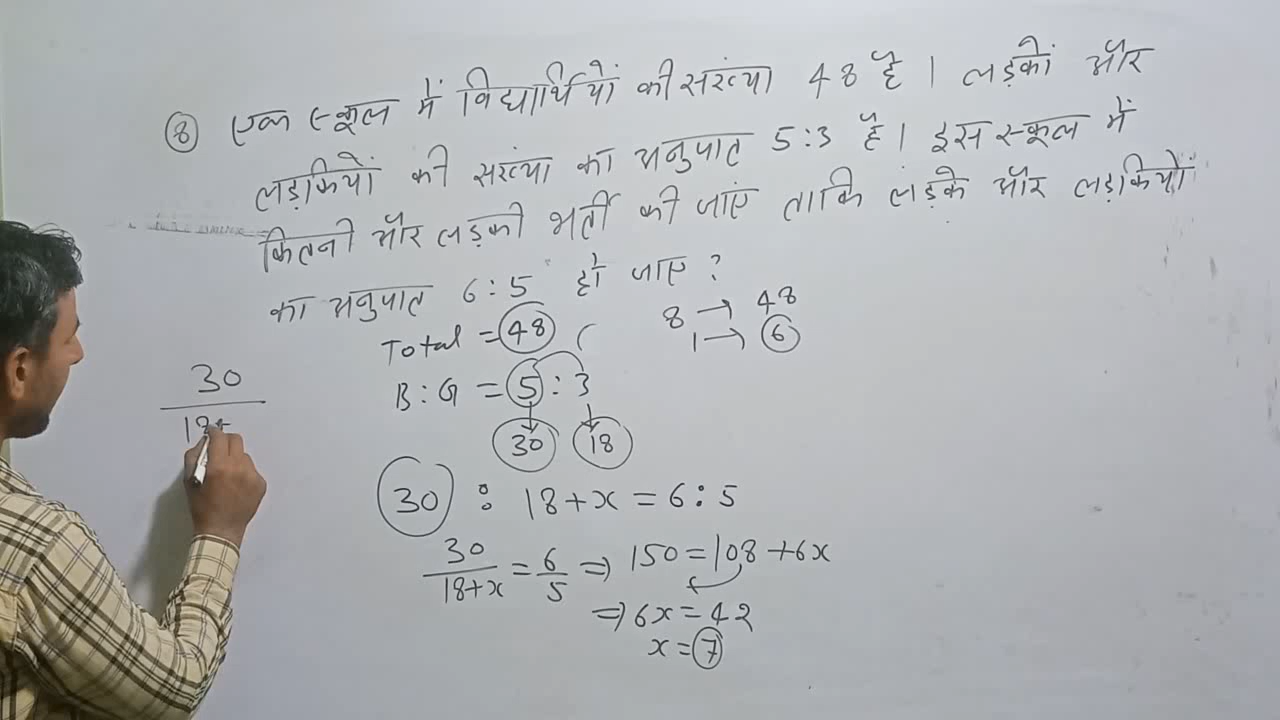 ⑧ एक स्कूल में विद्यार्थियों की संख्या 48 है । लड़कों और
लड़कियों की संख्या का अनुपात 5:3 है । इस स्कूल में
कितनी और लड़की भर्ती की जाएं ताकि लड़के और लड़कियों
का अनुपात 6:5 हो जाए ?
Total = 48
8 → 48
1 → 6
B:G = 5:3
30 18
30 : 18+x = 6:5
30/18+x = 6/5 ⇒ 150 = 108 + 6x
⇒ 6x = 42
x = 7
30
18+